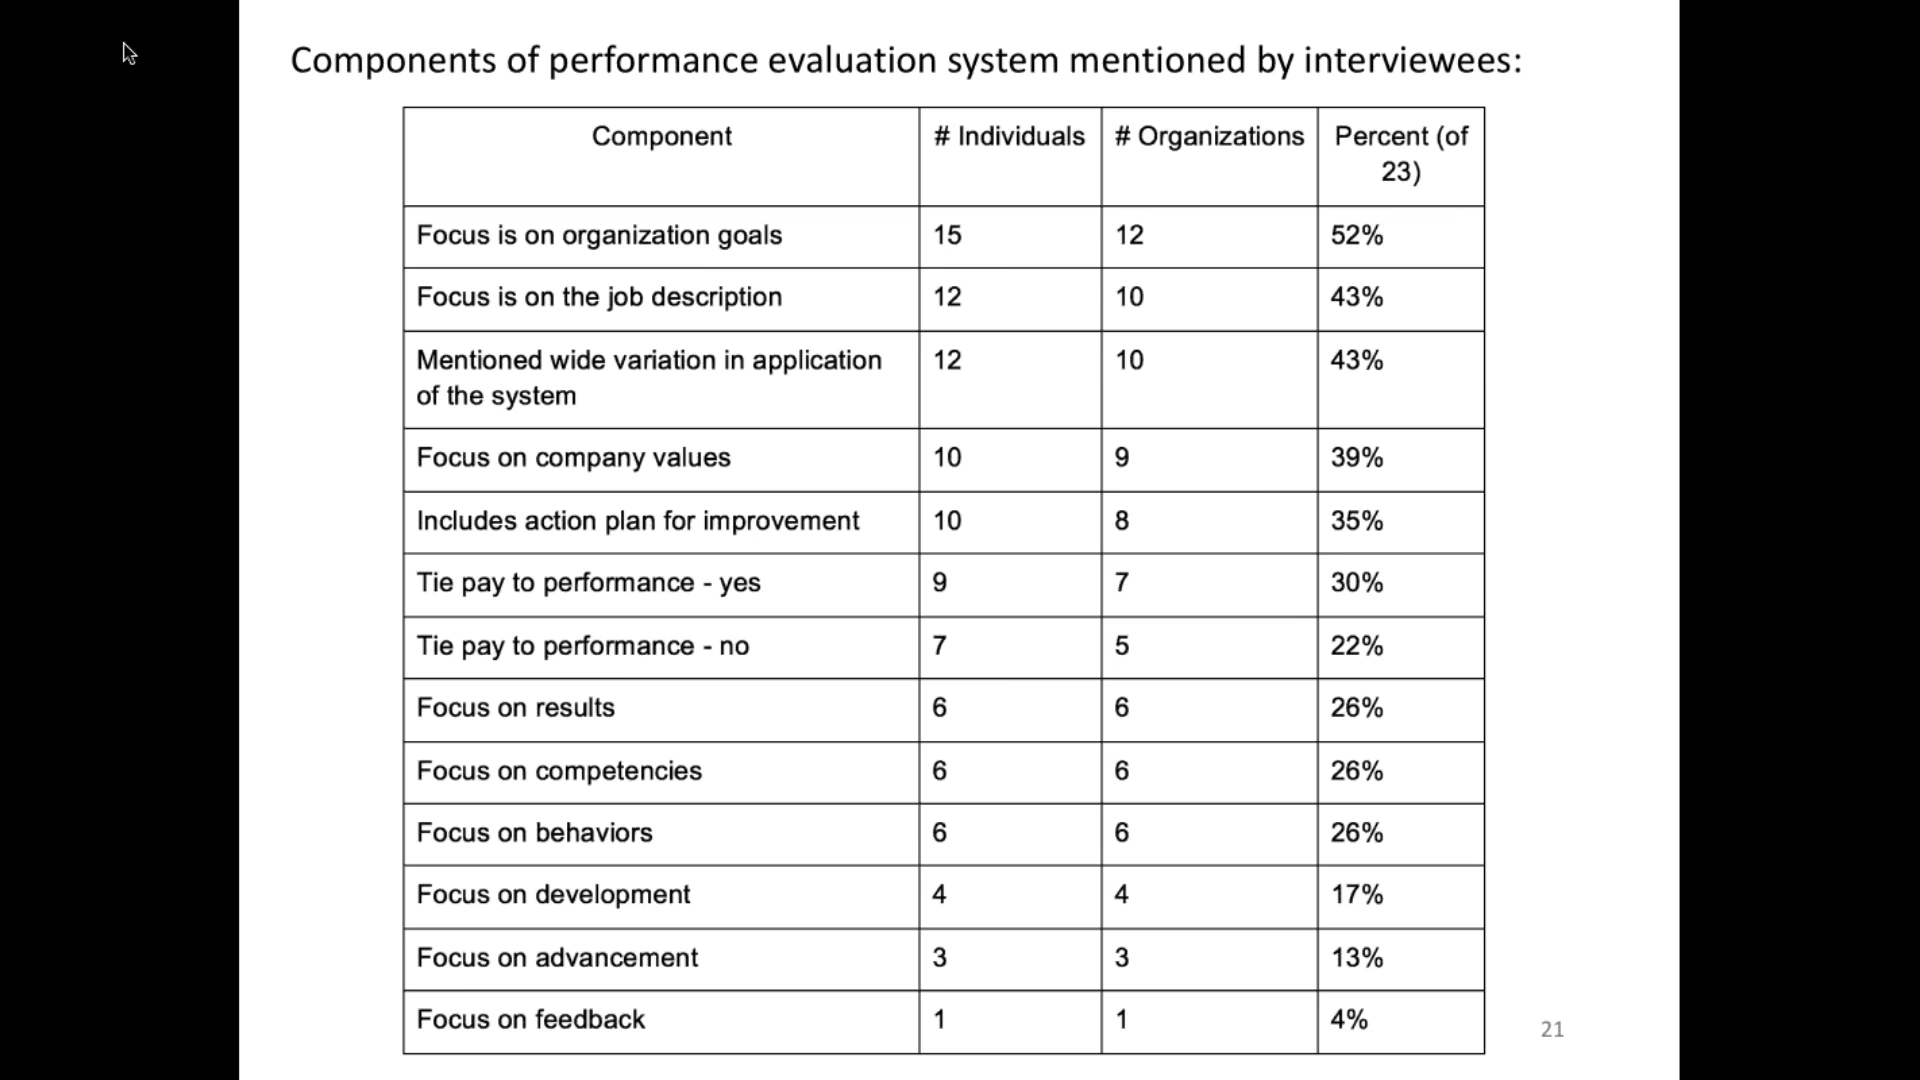 Components of performance evaluation system mentioned by interviewees:
Component # Individuals # Organizations Percent (of 23)
Focus is on organization goals 15 12 52%
Focus is on the job description 12 10 43%
Mentioned wide variation in application of the system 12 10 43%
Focus on company values 10 9 39%
Includes action plan for improvement 10 8 35%
Tie pay to performance - yes 9 7 30%
Tie pay to performance - no 7 5 22%
Focus on results 6 6 26%
Focus on competencies 6 6 26%
Focus on behaviors 6 6 26%
Focus on development 4 4 17%
Focus on advancement 3 3 13%
Focus on feedback 1 1 4%
21